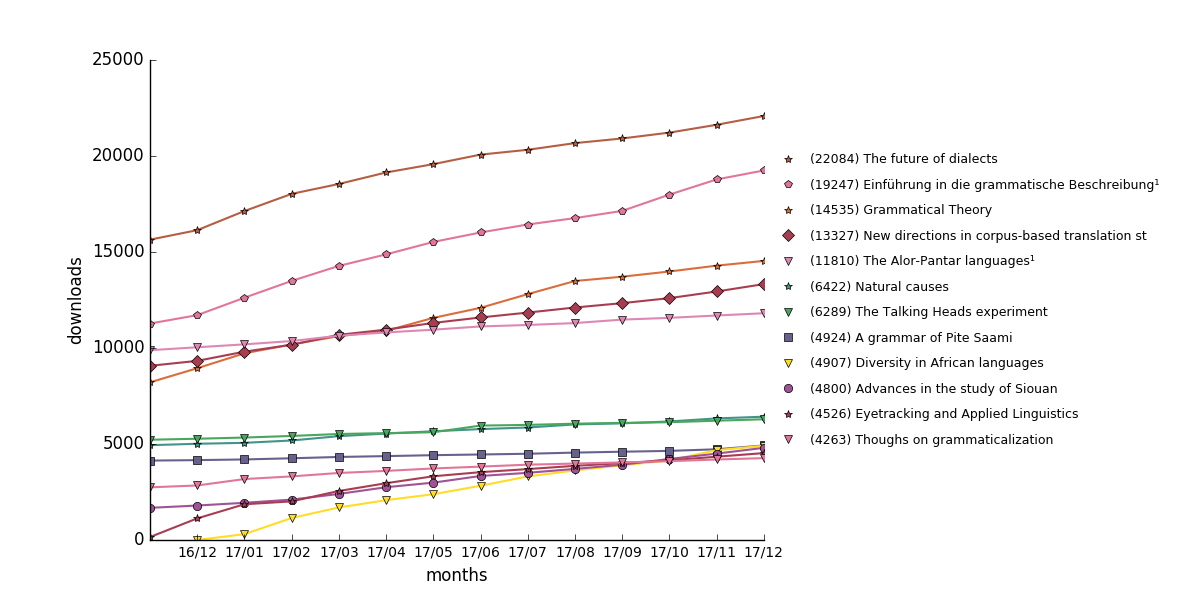 25000
20000
15000
10000
5000
0
downloads
16/12 17/01 17/02 17/03 17/04 17/05 17/06 17/07 17/08 17/09 17/10 17/11 17/12
months
(22084) The future of dialects
(19247) Einführung in die grammatische Beschreibung¹
(14535) Grammatical Theory
(13327) New directions in corpus-based translation st
(11810) The Alor-Pantar languages¹
(6422) Natural causes
(6289) The Talking Heads experiment
(4924) A grammar of Pite Saami
(4907) Diversity in African languages
(4800) Advances in the study of Siouan
(4526) Eyetracking and Applied Linguistics
(4263) Thoughs on grammaticalization